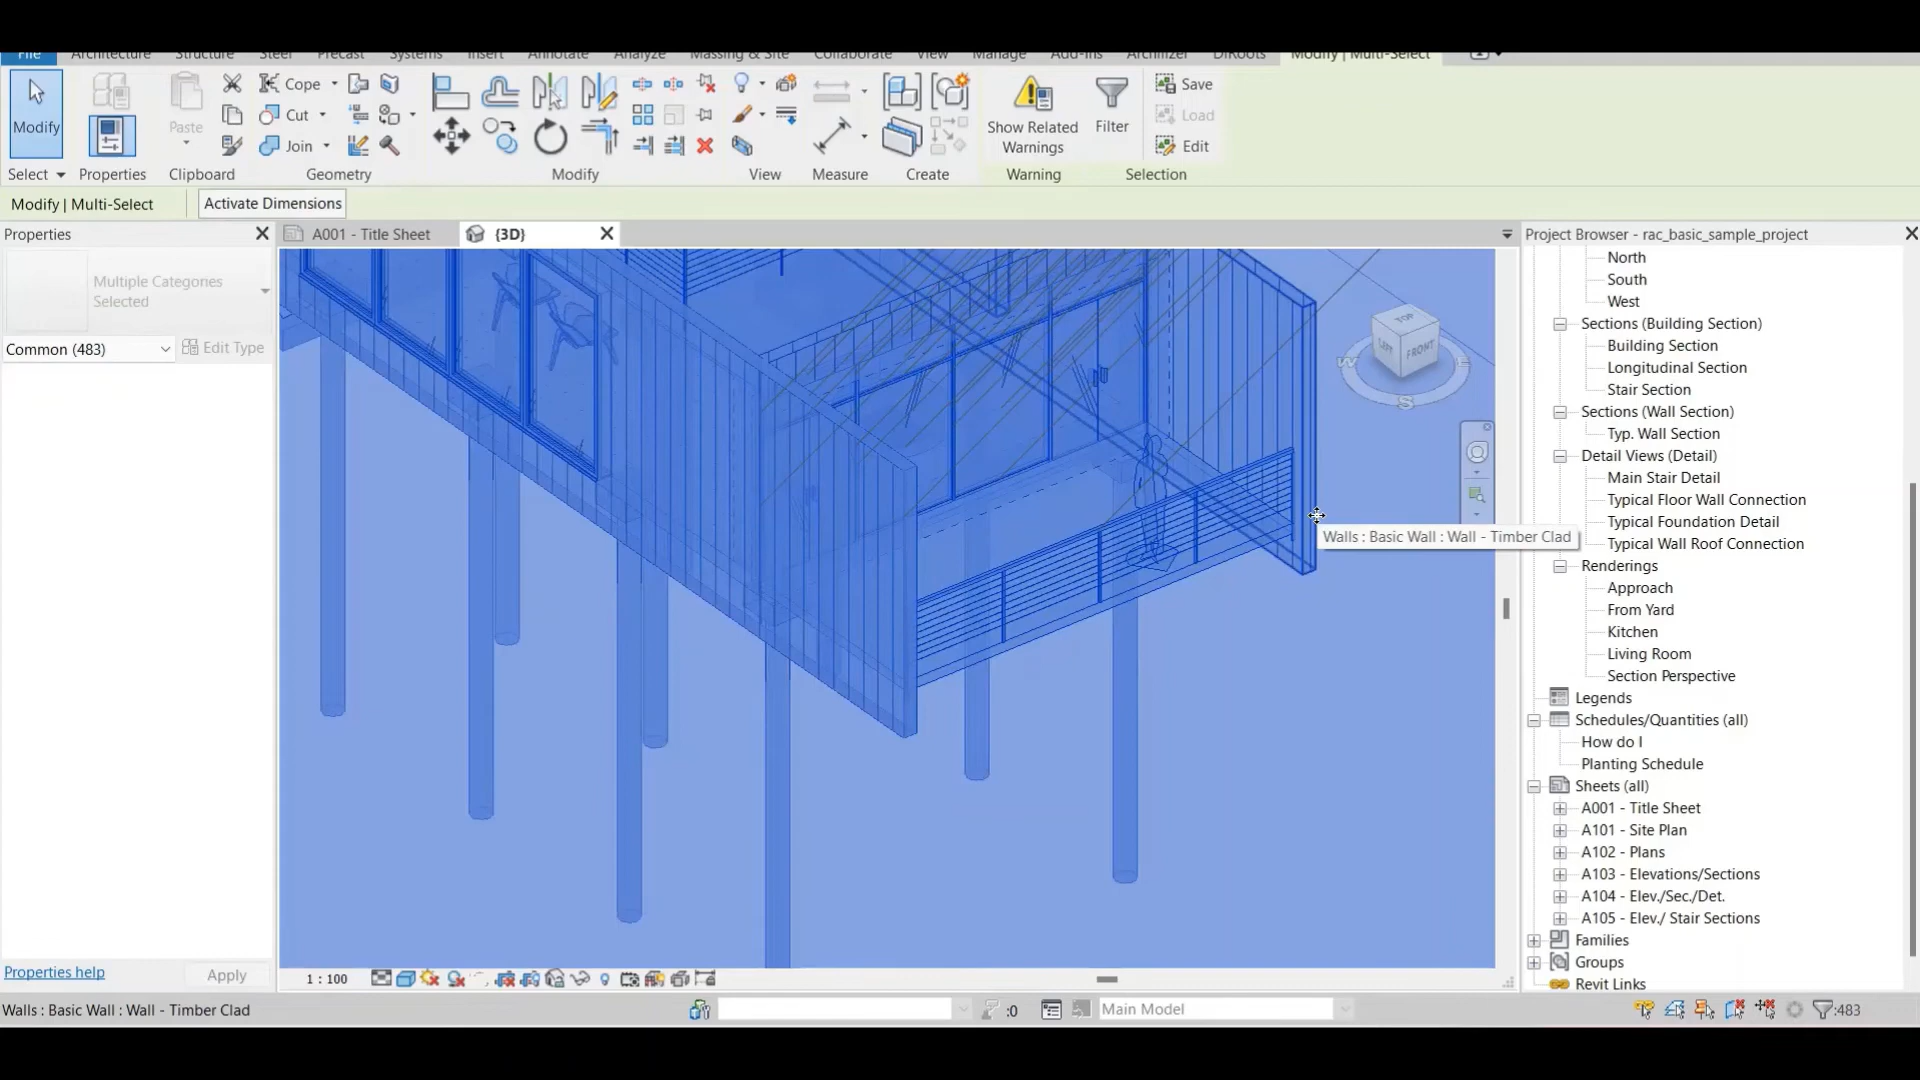 File Architecture Structure Steel Precast Systems Insert Annotate Analyze Massing & Site Collaborate View Manage Add-Ins Archilizer DiRoots Modify | Multi-Select
Modify
Paste
Cope
Cut
Join
Show Related
Warnings
Filter
Save
Load
Edit
Select Properties Clipboard Geometry Modify View Measure Create Warning Selection
Modify | Multi-Select Activate Dimensions
Properties
Multiple Categories
Selected
Common (483) Edit Type
Properties help Apply
A001 - Title Sheet {3D}
TOP
LEFT FRONT
W E
S
Walls : Basic Wall : Wall - Timber Clad
1 : 100
Project Browser - rac_basic_sample_project
North
South
West
Sections (Building Section)
Building Section
Longitudinal Section
Stair Section
Sections (Wall Section)
Typ. Wall Section
Detail Views (Detail)
Main Stair Detail
Typical Floor Wall Connection
Typical Foundation Detail
Typical Wall Roof Connection
Renderings
Approach
From Yard
Kitchen
Living Room
Section Perspective
Legends
Schedules/Quantities (all)
How do I
Planting Schedule
Sheets (all)
A001 - Title Sheet
A101 - Site Plan
A102 - Plans
A103 - Elevations/Sections
A104 - Elev./Sec./Det.
A105 - Elev./ Stair Sections
Families
Groups
Revit Links
Walls : Basic Wall : Wall - Timber Clad :0 Main Model :483